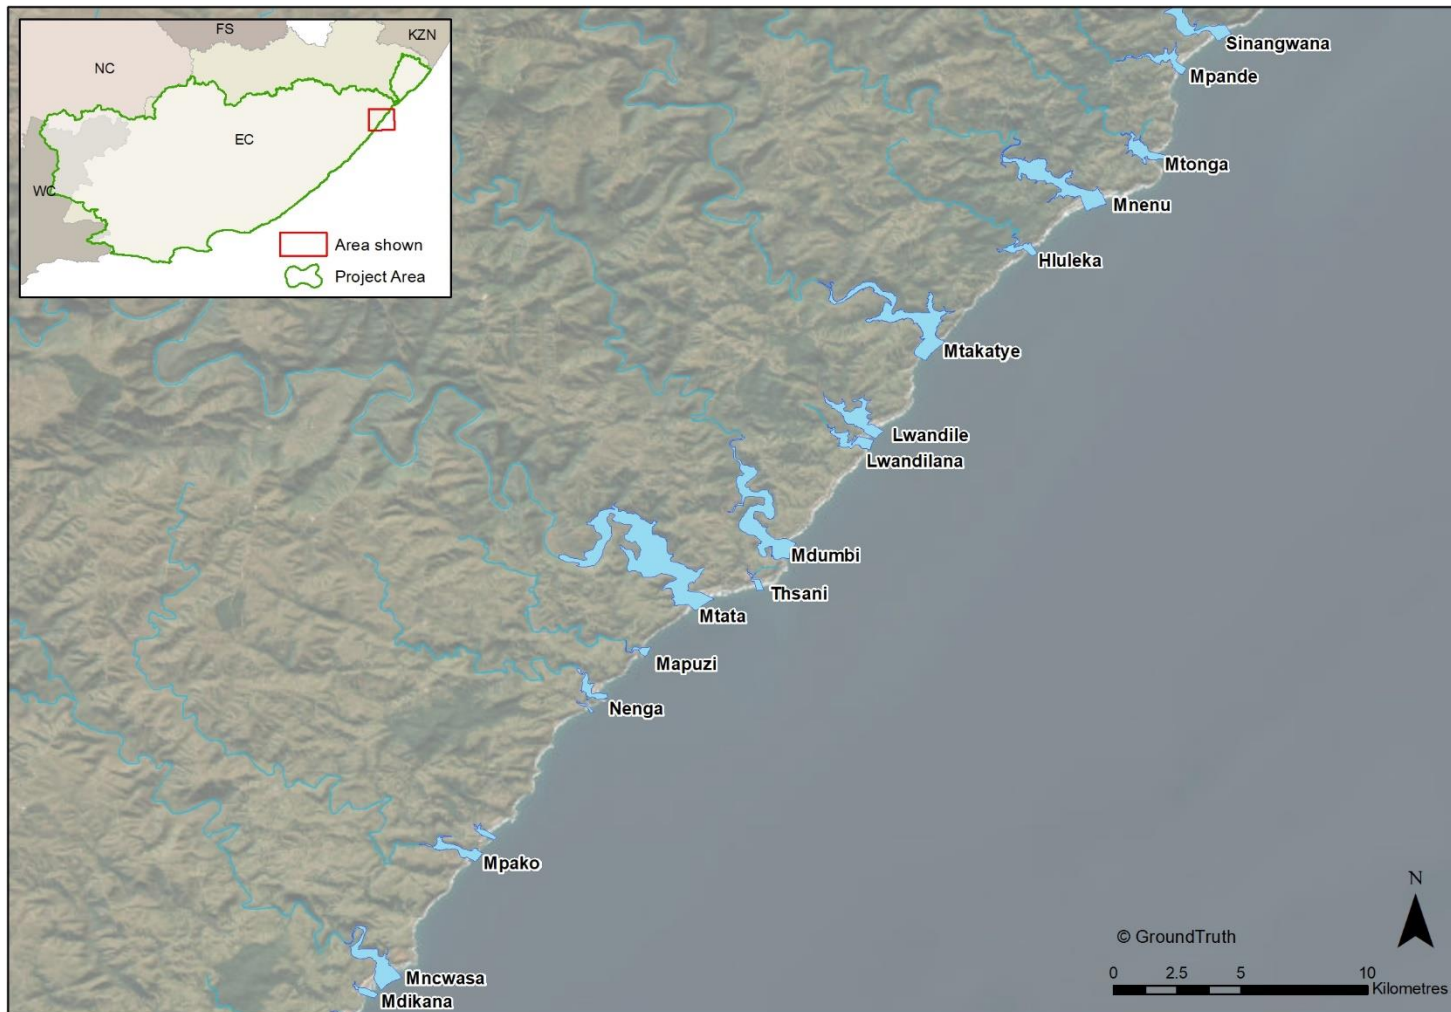 FS
KZN
NC
EC
WC
Area shown
Project Area
Sinangwana
Mpande
Mtonga
Mnenu
Hluleka
Mtakatye
Lwandile
Lwandilana
Mdumbi
Thsani
Mtata
Mapuzi
Nenga
Mpako
Mncwasa
Mdikana
N
© GroundTruth
0 2.5 5 10
Kilometres